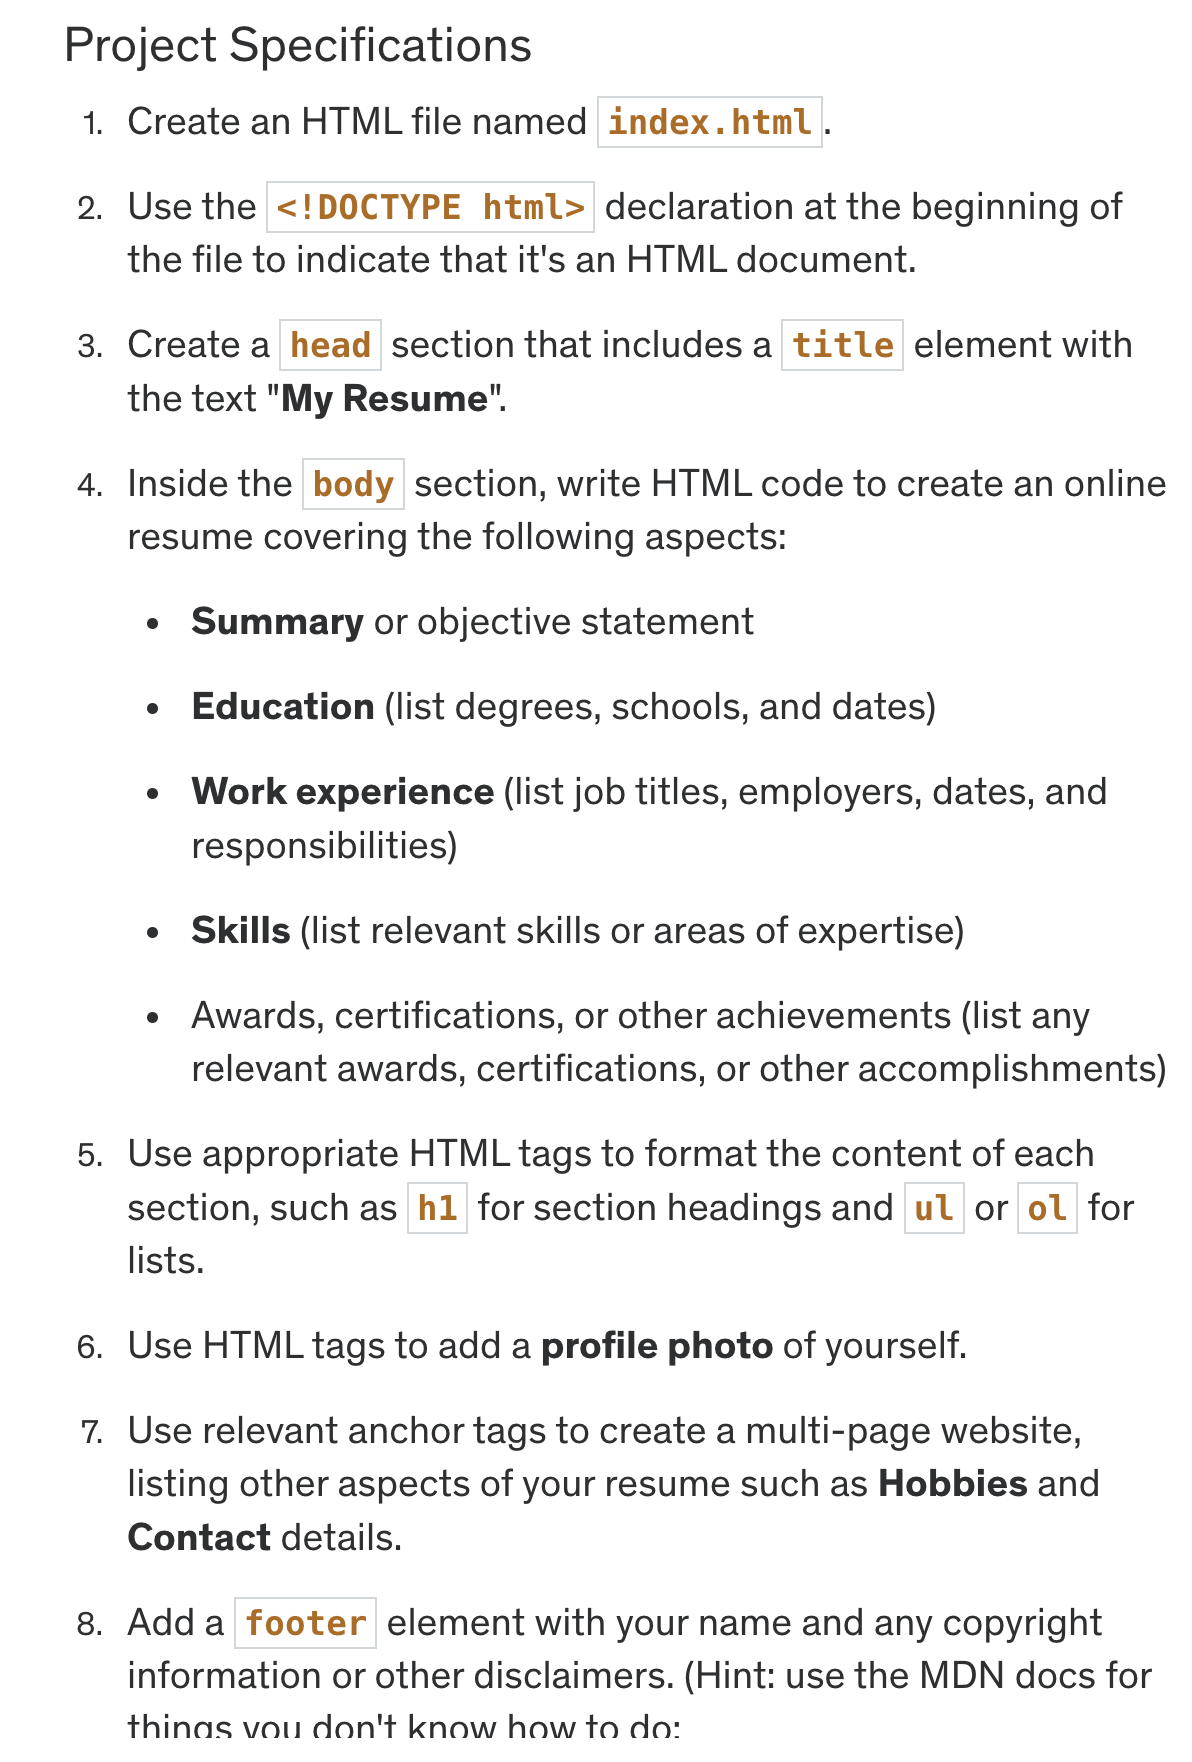 Project Specifications
1. Create an HTML file named index.html.
2. Use the <!DOCTYPE html> declaration at the beginning of
the file to indicate that it's an HTML document.
3. Create a head section that includes a title element with
the text "My Resume".
4. Inside the body section, write HTML code to create an online
resume covering the following aspects:
• Summary or objective statement
• Education (list degrees, schools, and dates)
• Work experience (list job titles, employers, dates, and
responsibilities)
• Skills (list relevant skills or areas of expertise)
• Awards, certifications, or other achievements (list any
relevant awards, certifications, or other accomplishments)
5. Use appropriate HTML tags to format the content of each
section, such as h1 for section headings and ul or ol for
lists.
6. Use HTML tags to add a profile photo of yourself.
7. Use relevant anchor tags to create a multi-page website,
listing other aspects of your resume such as Hobbies and
Contact details.
8. Add a footer element with your name and any copyright
information or other disclaimers. (Hint: use the MDN docs for
things you don't know how to do: